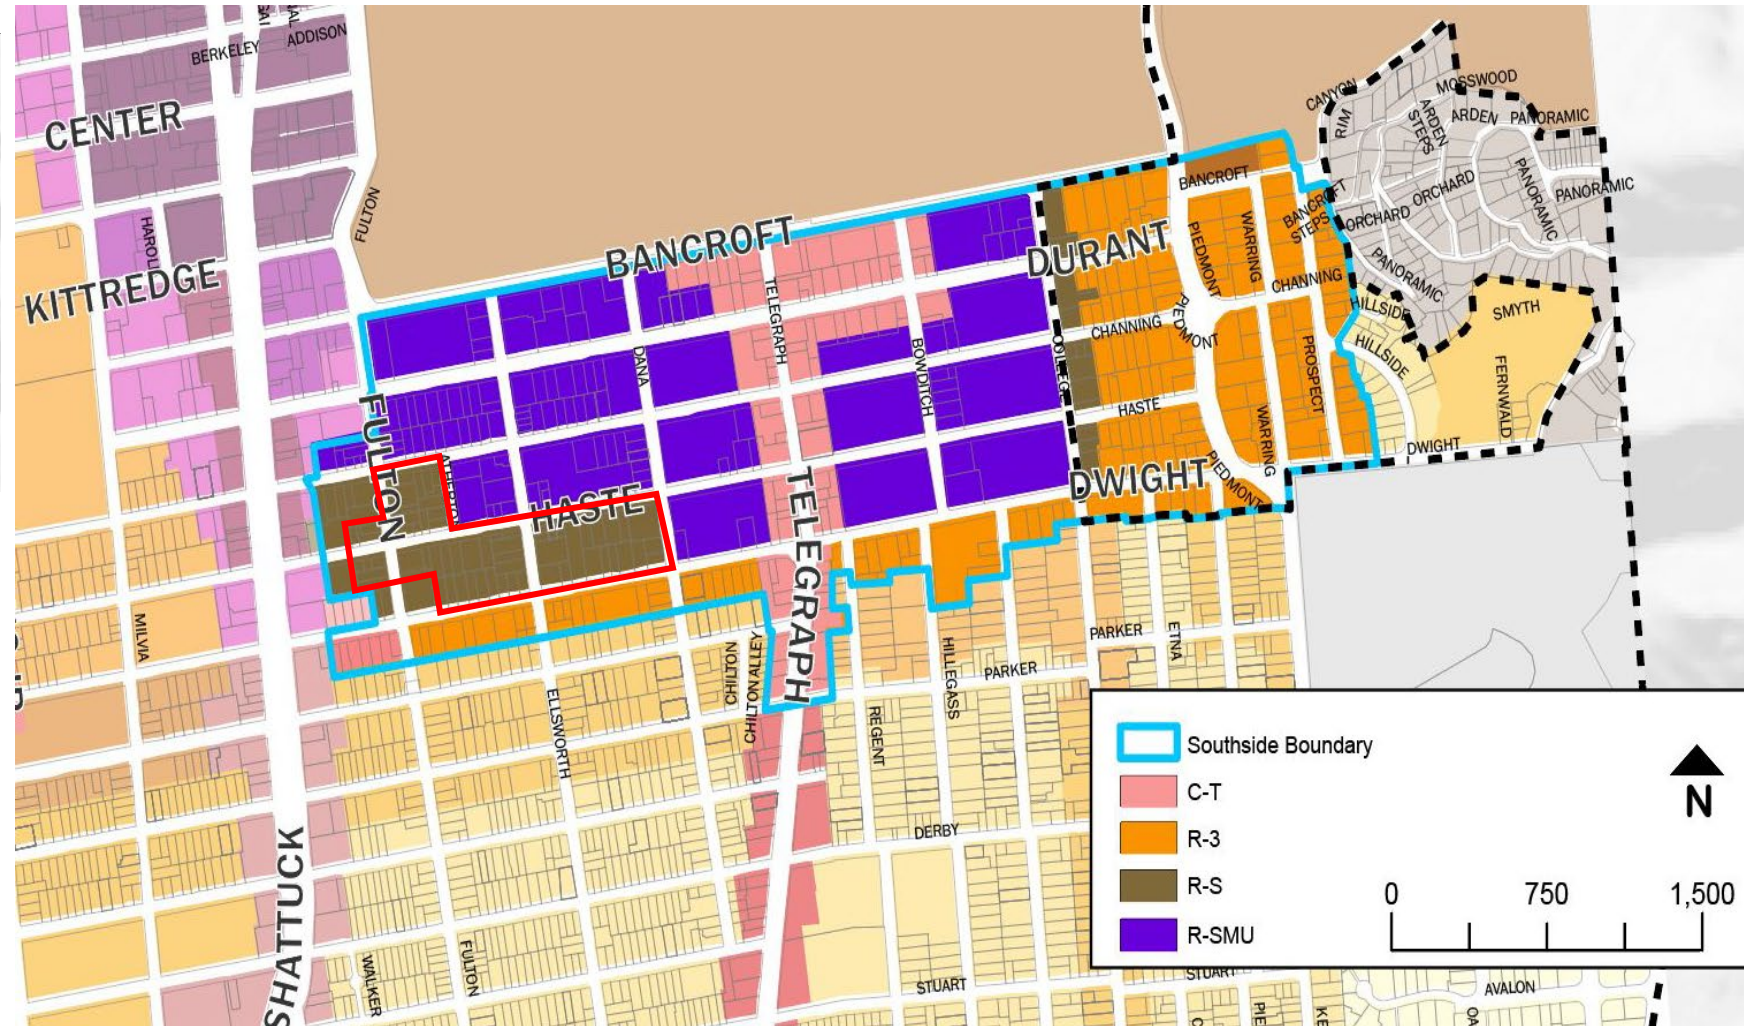 BERKELEY
ADDISON
CENTER
CANYON
MOSSWOOD
RIM
ARDEN
STEPS
ARDEN
PANORAMIC
FULTON
HAROL
KITTREDGE
BANCROFT
DURANT
BANCROFT
PIEDMONT
WARRING
BANCROFT
STEPS
ORCHARD
ORCHARD
PANORAMIC
PANORAMIC
PANORAMIC
CHANNING
TELEGRAPH
DANA
BOWDITCH
CHANNING
PIEDMONT
HILLSIDE
HILLSIDE
SMYTH
FERNWALD
PROSPECT
FULTON
HASTE
WARRING
DWIGHT
HASTE
TELEGRAPH
DWIGHT
PIEDMONT
MILVIA
ELLSWORTH
CHILTON
CHILTON ALLEY
HILLEGASS
PARKER
PARKER
ETNA
REGENT
DERBY
SHATTUCK
WALKER
FULTON
STUART
STUART
AVALON
Southside Boundary
C-T
R-3
R-S
R-SMU
N
0 750 1,500